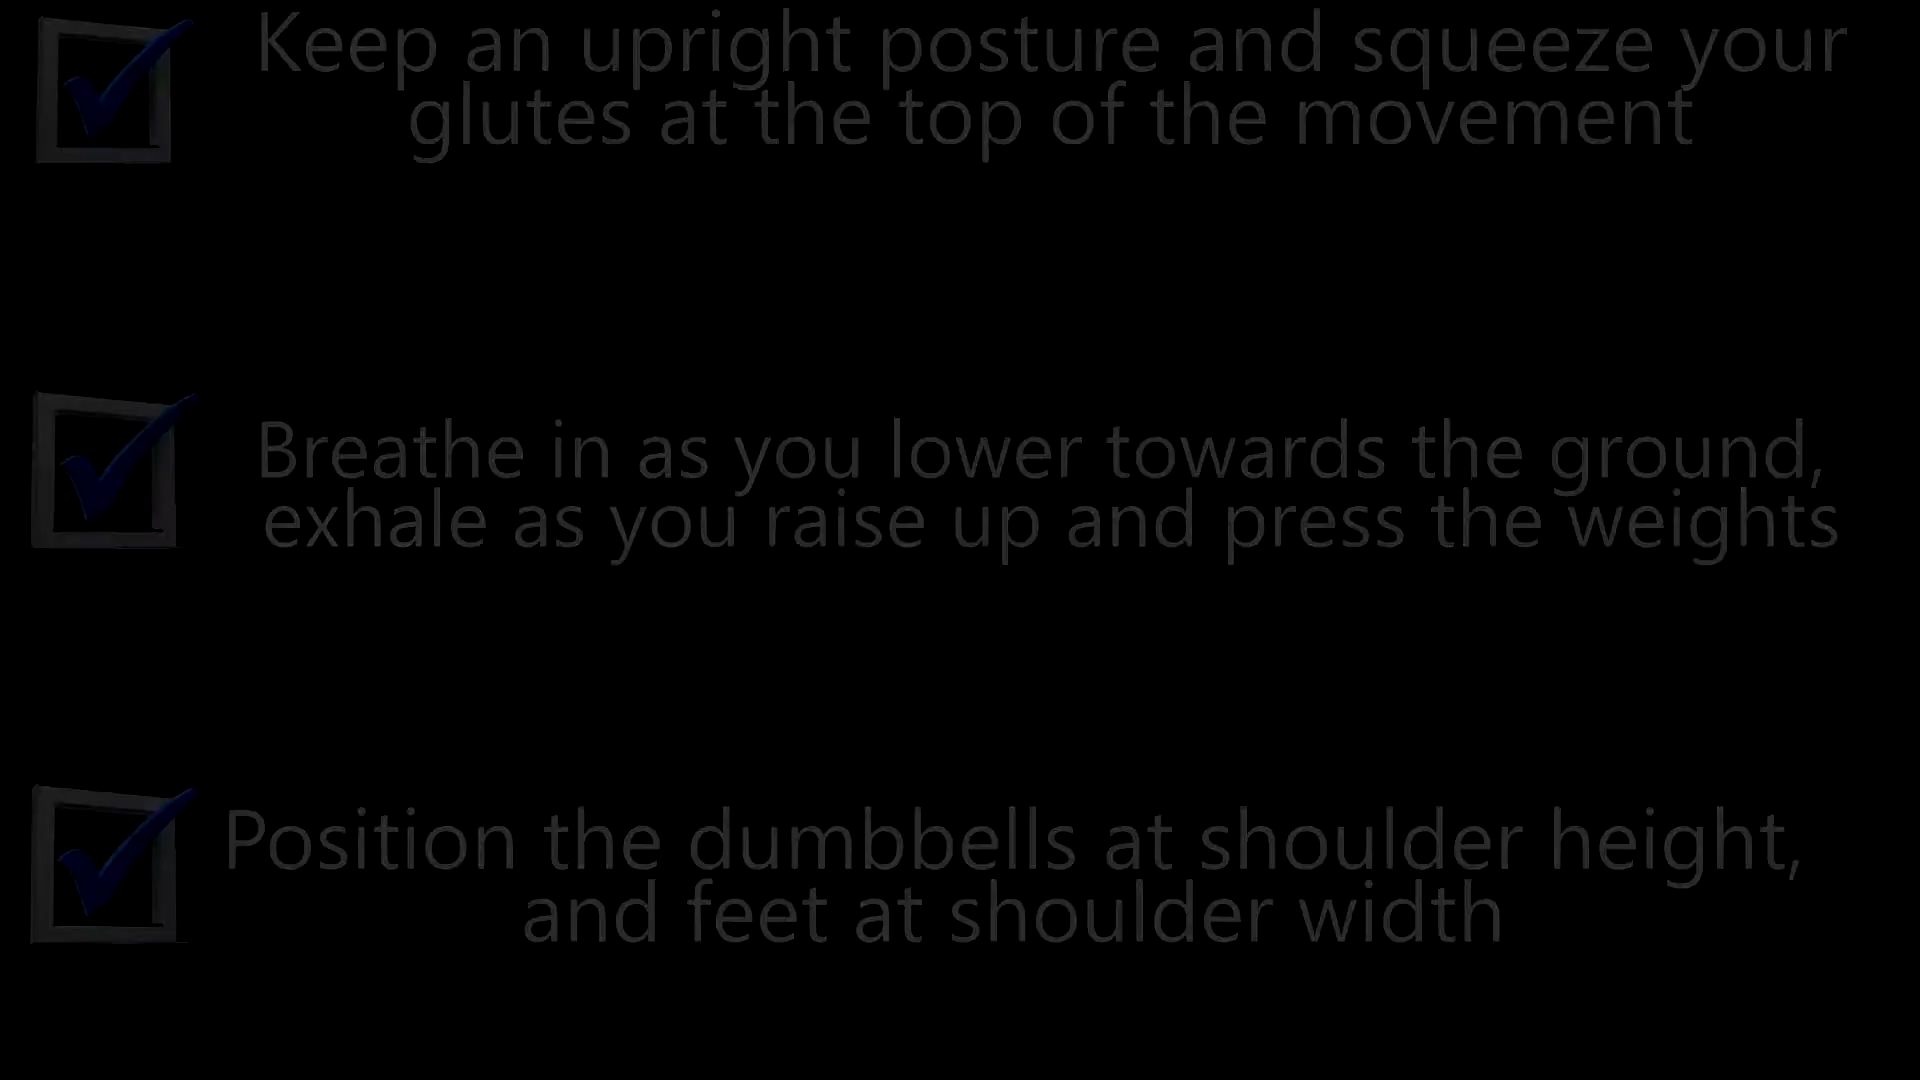 Keep an upright posture and squeeze your
glutes at the top of the movement
Breathe in as you lower towards the ground,
exhale as you raise up and press the weights
Position the dumbbells at shoulder height,
and feet at shoulder width